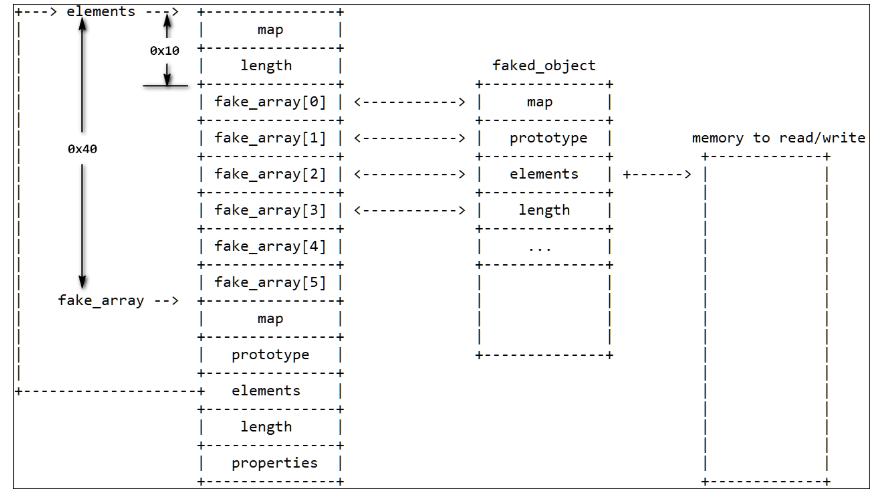 elements
map
0x10
length
faked_object
fake_array[0]
map
fake_array[1]
prototype
memory to read/write
0x40
fake_array[2]
elements
fake_array[3]
length
fake_array[4]
...
fake_array[5]
fake_array
map
prototype
elements
length
properties